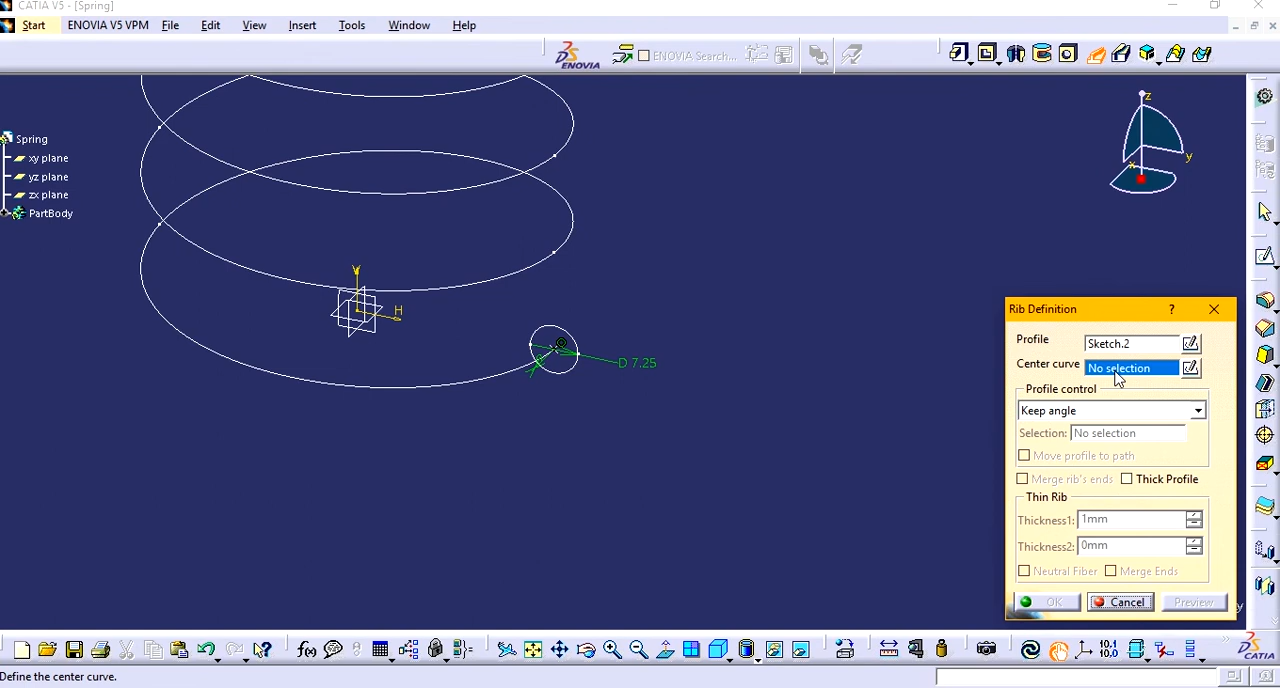 CATIA V5 - [Spring]
Start ENOVIA V5 VPM File Edit View Insert Tools Window Help
ENOVIA
ENOVIA Search...
z
y
x
Spring
xy plane
yz plane
zx plane
PartBody
V
H
D 7.25
Rib Definition ? X
Profile Sketch.2
Center curve No selection
Profile control
Keep angle
Selection: No selection
Move profile to path
Merge rib's ends Thick Profile
Thin Rib
Thickness1: 1mm
Thickness2: 0mm
Neutral Fiber Merge Ends
OK Cancel Preview
y
f(x)
10.1
CATIA
Define the center curve.